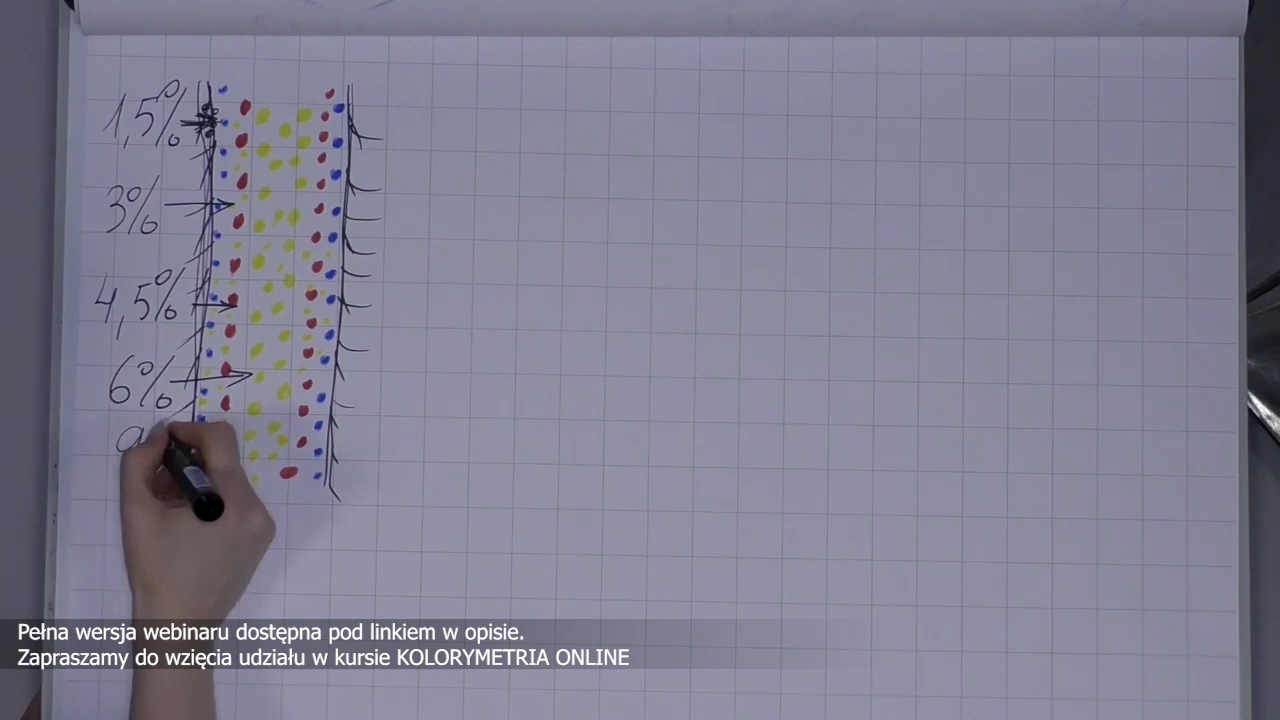 1,5%
3%
4,5%
6%
Pełna wersja webinaru dostępna pod linkiem w opisie.
Zapraszamy do wzięcia udziału w kursie KOLORYMETRIA ONLINE